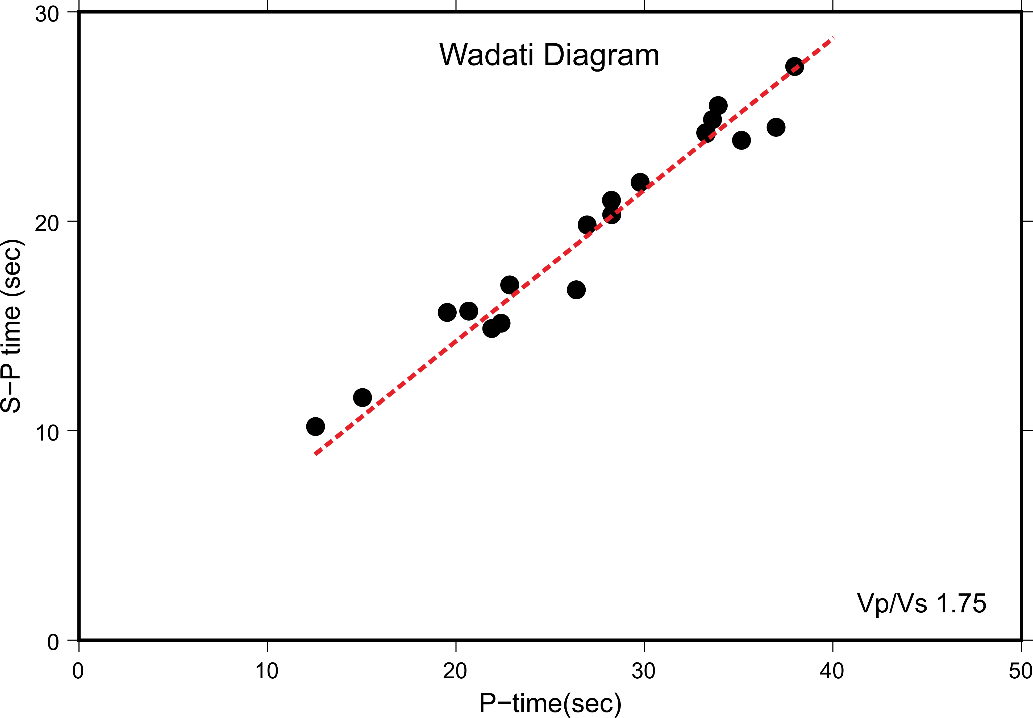 Wadati Diagram
30
20
10
0
S−P time (sec)
Vp/Vs 1.75
0 10 20 30 40 50
P−time(sec)